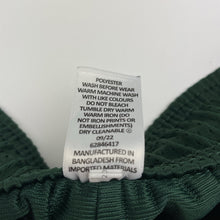 POLYESTER
WASH BEFORE WEAR
WARM MACHINE WASH
WITH LIKE COLOURS
DO NOT BLEACH
TUMBLE DRY WARM
WARM IRON (DO
NOT IRON PRINTS OR
EMBELLISHMENTS)
DRY CLEANABLE
09/22
62846417
MANUFACTURED IN
BANGLADESH FROM
IMPORTED MATERIALS